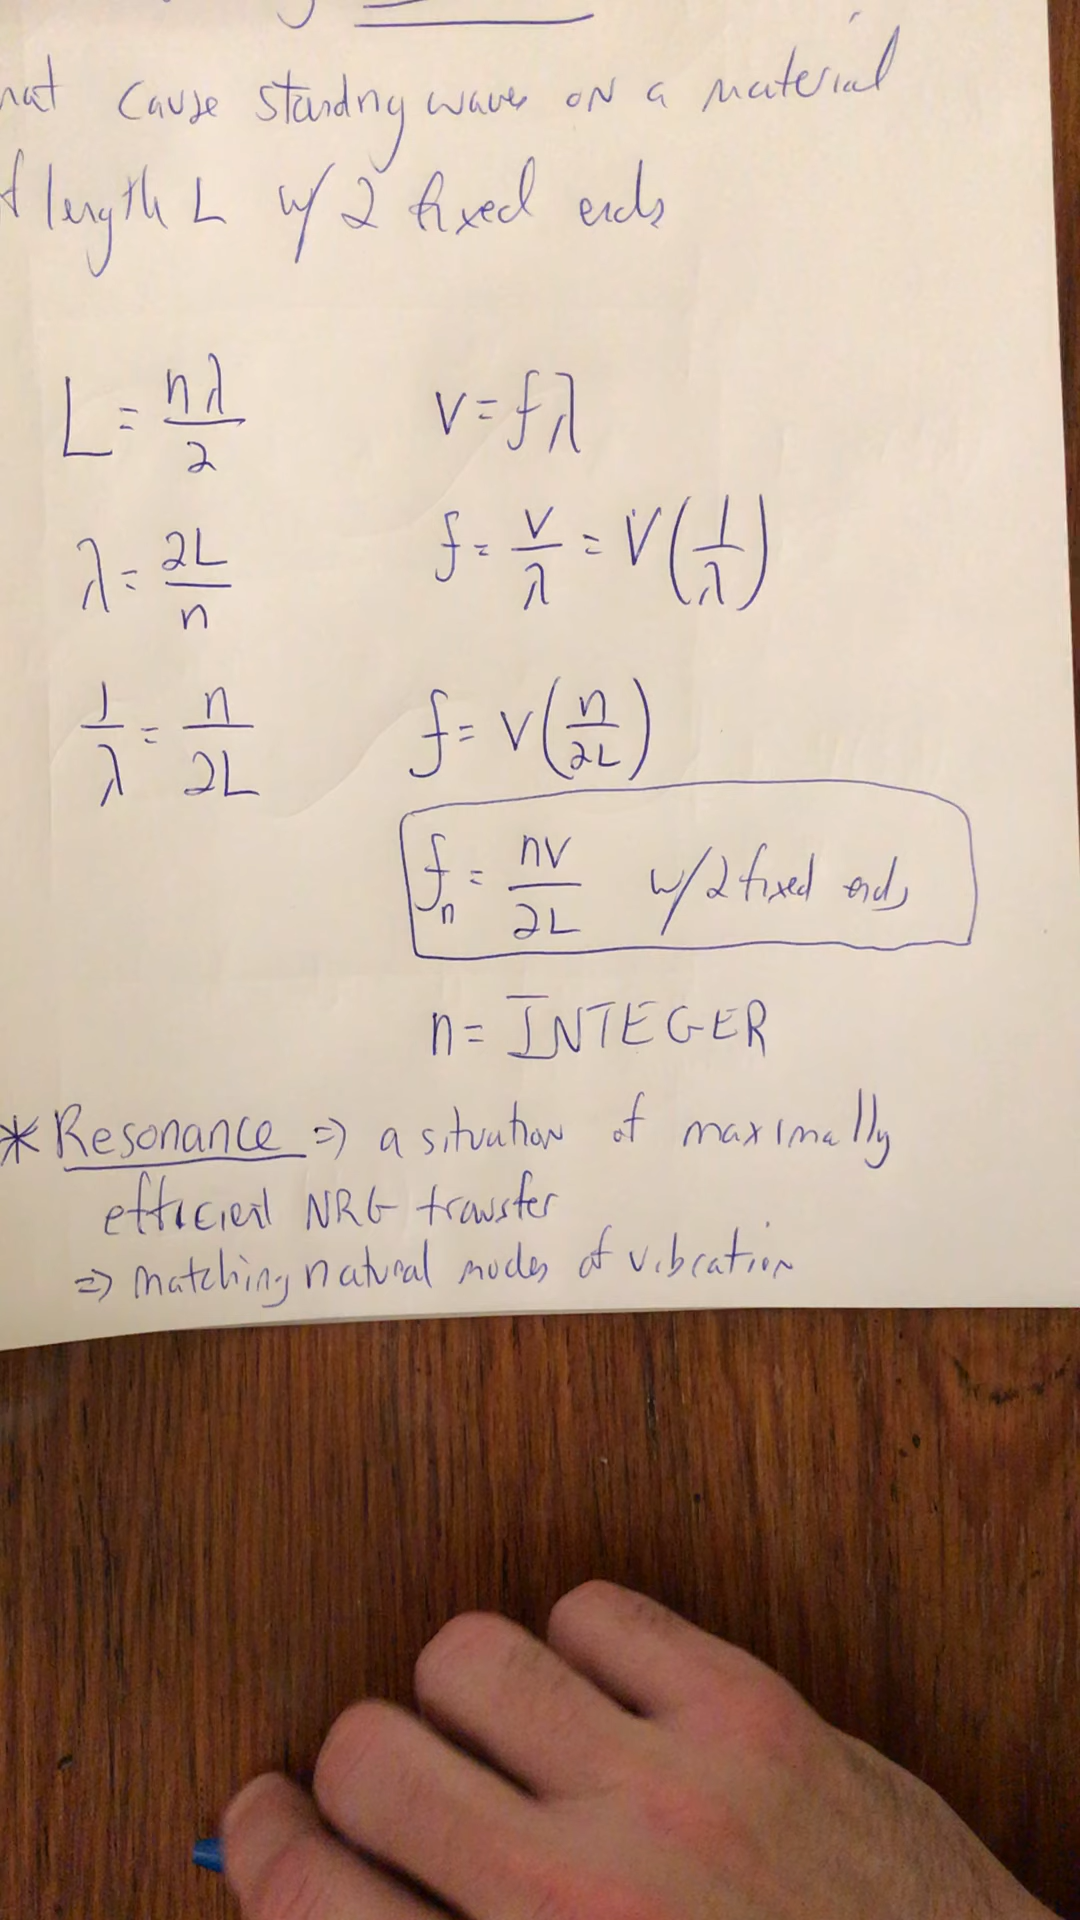 cause standing waves on a material
length L w/ 2 fixed ends
L = nλ/2    v = fλ
λ = 2L/n    f = v/λ = v(1/λ)
1/λ = n/2L    f = v(n/2L)
fₙ = nv/2L w/ 2 fixed ends
n = INTEGER
* Resonance ⇒ a situation of maximally
efficient NRG transfer
⇒ matching natural modes of vibration